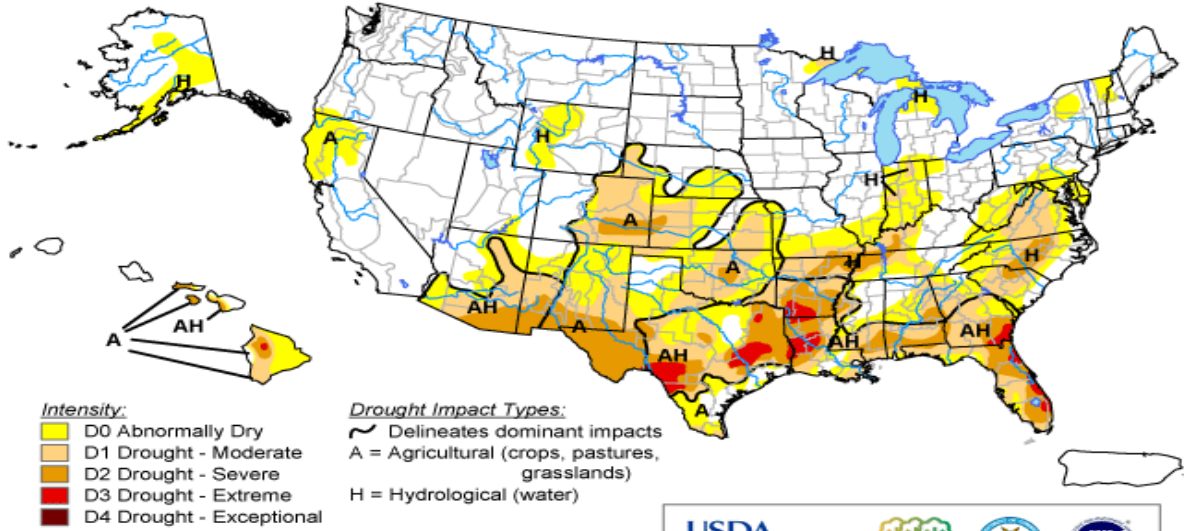 H
H
H
A
H
H
A
A
H
H
AH
A
AH
AH
AH
AH
A
A
Intensity:
D0 Abnormally Dry
D1 Drought - Moderate
D2 Drought - Severe
D3 Drought - Extreme
D4 Drought - Exceptional
Drought Impact Types:
Delineates dominant impacts
A = Agricultural (crops, pastures,
grasslands)
H = Hydrological (water)
USDA